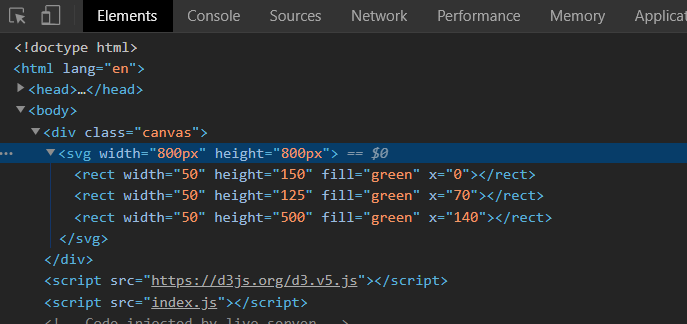 Elements Console Sources Network Performance Memory
<!doctype html>
<html lang="en">
<head>…</head>
<body>
<div class="canvas">
<svg width="800px" height="800px"> == $0
<rect width="50" height="150" fill="green" x="0"></rect>
<rect width="50" height="125" fill="green" x="70"></rect>
<rect width="50" height="500" fill="green" x="140"></rect>
</svg>
</div>
<script src="https://d3js.org/d3.v5.js"></script>
<script src="index.js"></script>
<!-- Code injected by live-server -->